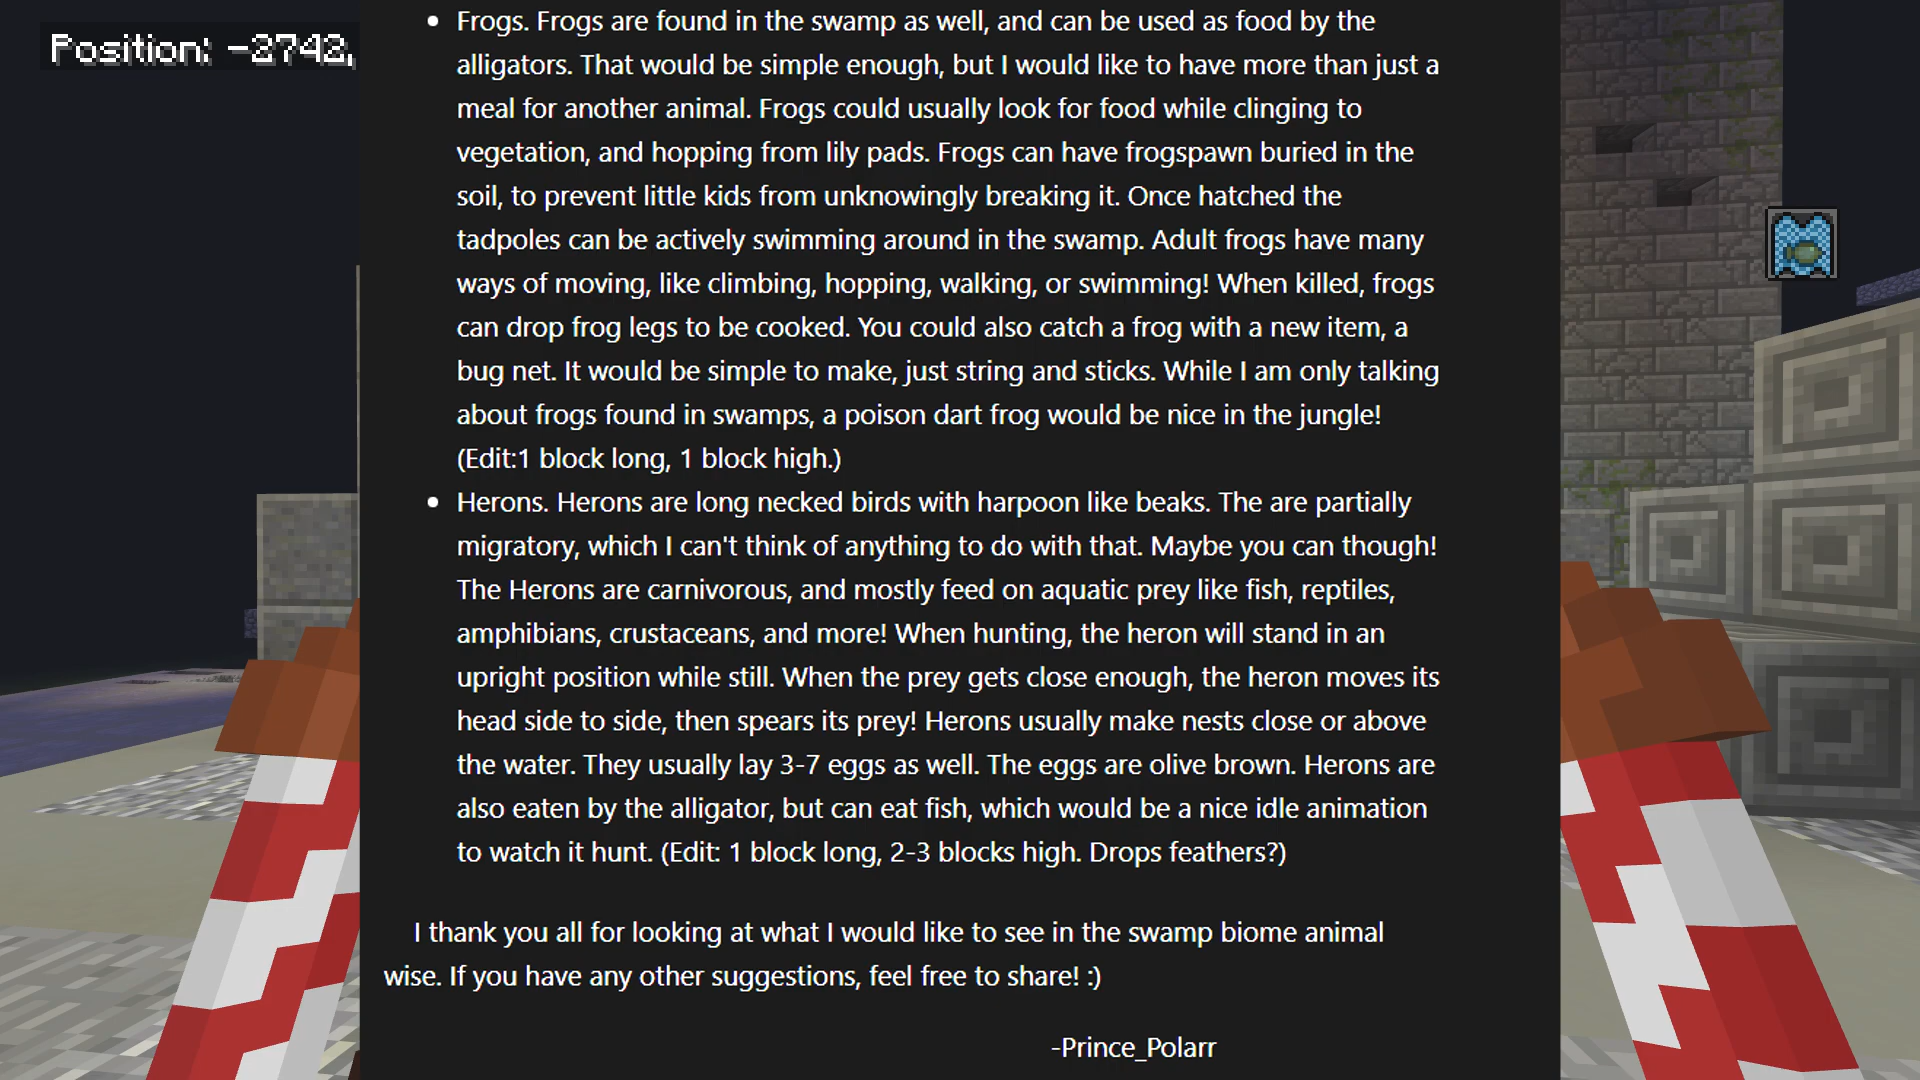 Position: -2742,
• Frogs. Frogs are found in the swamp as well, and can be used as food by the
alligators. That would be simple enough, but I would like to have more than just a
meal for another animal. Frogs could usually look for food while clinging to
vegetation, and hopping from lily pads. Frogs can have frogspawn buried in the
soil, to prevent little kids from unknowingly breaking it. Once hatched the
tadpoles can be actively swimming around in the swamp. Adult frogs have many
ways of moving, like climbing, hopping, walking, or swimming! When killed, frogs
can drop frog legs to be cooked. You could also catch a frog with a new item, a
bug net. It would be simple to make, just string and sticks. While I am only talking
about frogs found in swamps, a poison dart frog would be nice in the jungle!
(Edit:1 block long, 1 block high.)
• Herons. Herons are long necked birds with harpoon like beaks. The are partially
migratory, which I can't think of anything to do with that. Maybe you can though!
The Herons are carnivorous, and mostly feed on aquatic prey like fish, reptiles,
amphibians, crustaceans, and more! When hunting, the heron will stand in an
upright position while still. When the prey gets close enough, the heron moves its
head side to side, then spears its prey! Herons usually make nests close or above
the water. They usually lay 3-7 eggs as well. The eggs are olive brown. Herons are
also eaten by the alligator, but can eat fish, which would be a nice idle animation
to watch it hunt. (Edit: 1 block long, 2-3 blocks high. Drops feathers?)
I thank you all for looking at what I would like to see in the swamp biome animal
wise. If you have any other suggestions, feel free to share! :)
-Prince_Polarr